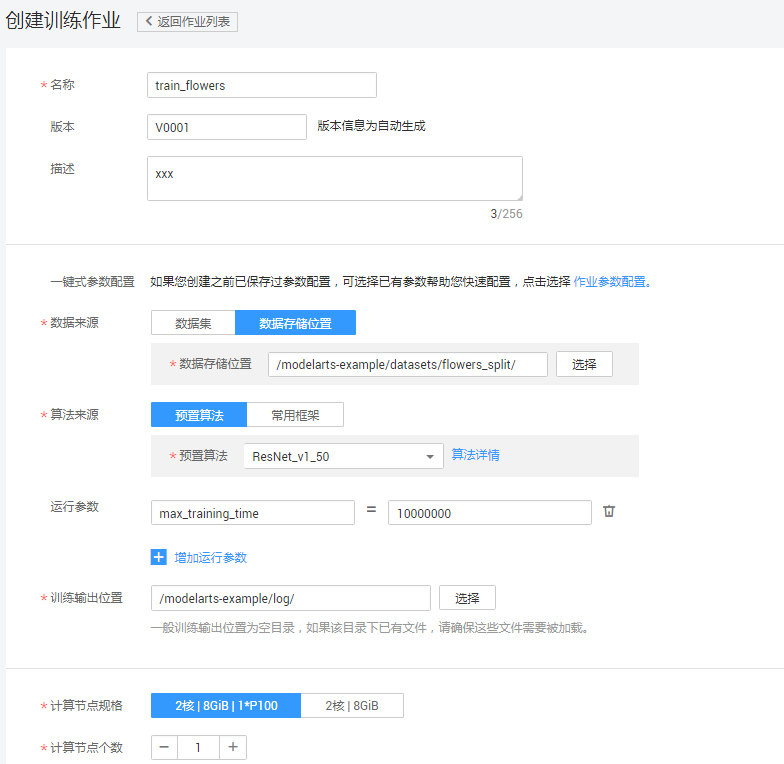 创建训练作业 < 返回作业列表
* 名称 train_flowers
版本 V0001 版本信息为自动生成
描述 xxx
3/256
一键式参数配置 如果您创建之前已保存过参数配置，可选择已有参数帮助您快速配置，点击选择 作业参数配置。
* 数据来源 数据集 数据存储位置
* 数据存储位置 /modelarts-example/datasets/flowers_split/ 选择
* 算法来源 预置算法 常用框架
* 预置算法 ResNet_v1_50 算法详情
运行参数 max_training_time = 10000000
+ 增加运行参数
* 训练输出位置 /modelarts-example/log/ 选择
一般训练输出位置为空目录，如果该目录下已有文件，请确保这些文件需要被加载。
* 计算节点规格 2核 | 8GiB | 1*P100 2核 | 8GiB
* 计算节点个数 − 1 +